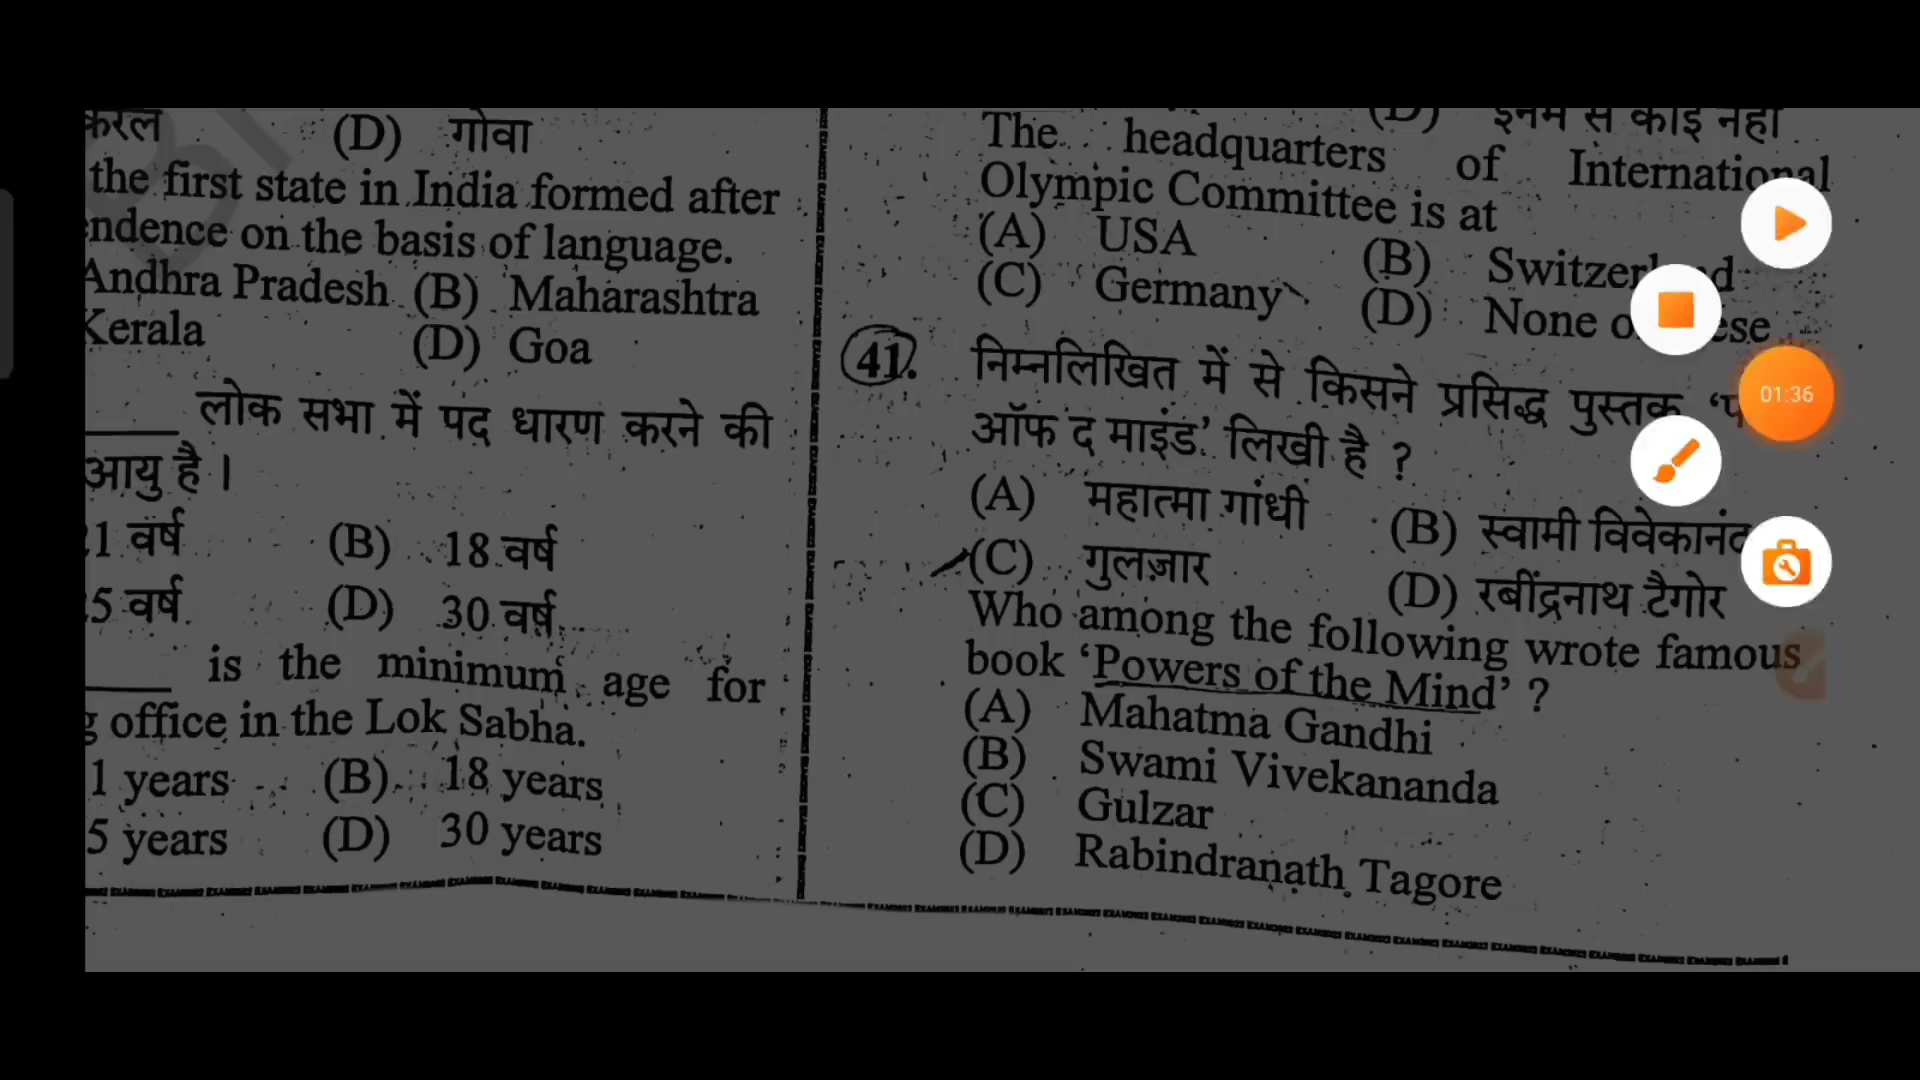 (D) गोवा
the first state in India formed after
ndence on the basis of language.
Andhra Pradesh (B) Maharashtra
Kerala (D) Goa
लोक सभा में पद धारण करने की
आयु है ।
1 वर्ष (B) 18 वर्ष
5 वर्ष (D) 30 वर्ष
is the minimum age for
g office in the Lok Sabha.
1 years (B) 18 years
5 years (D) 30 years
(D) इनमें से कोई नहीं
The headquarters of International
Olympic Committee is at
(A) USA (B)
(C) Germany (D) None
41. निम्नलिखित में से किसने प्रसिद्ध पुस्तक
ऑफ द माइंड' लिखी है ?
(A) महात्मा गांधी (B) स्वामी विवेकानंद
(C) गुलज़ार (D) रबींद्रनाथ टैगोर
Who among the following wrote famous
book 'Powers of the Mind' ?
(A) Mahatma Gandhi
(B) Swami Vivekananda
(C) Gulzar
(D) Rabindranath Tagore
01:36